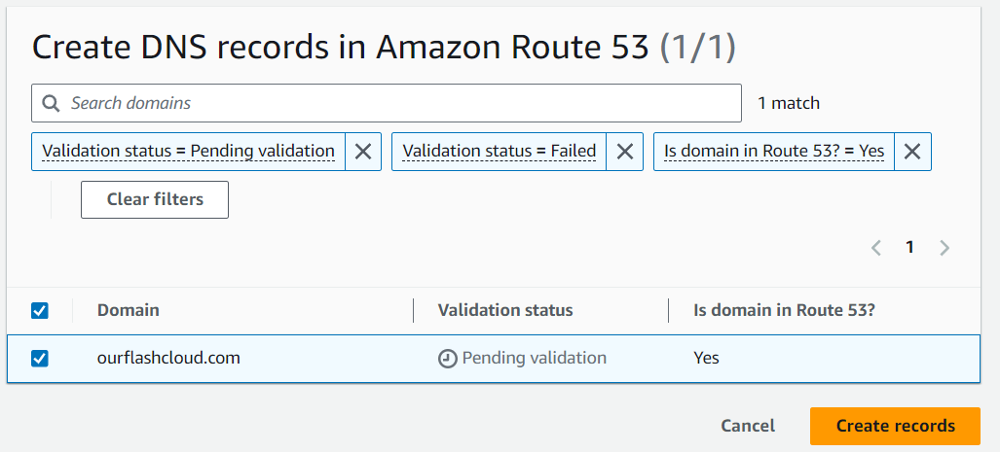 Create DNS records in Amazon Route 53 (1/1)
Search domains
1 match
Validation status = Pending validation
Validation status = Failed
Is domain in Route 53? = Yes
Clear filters
1
Domain
Validation status
Is domain in Route 53?
ourflashcloud.com
Pending validation
Yes
Cancel
Create records